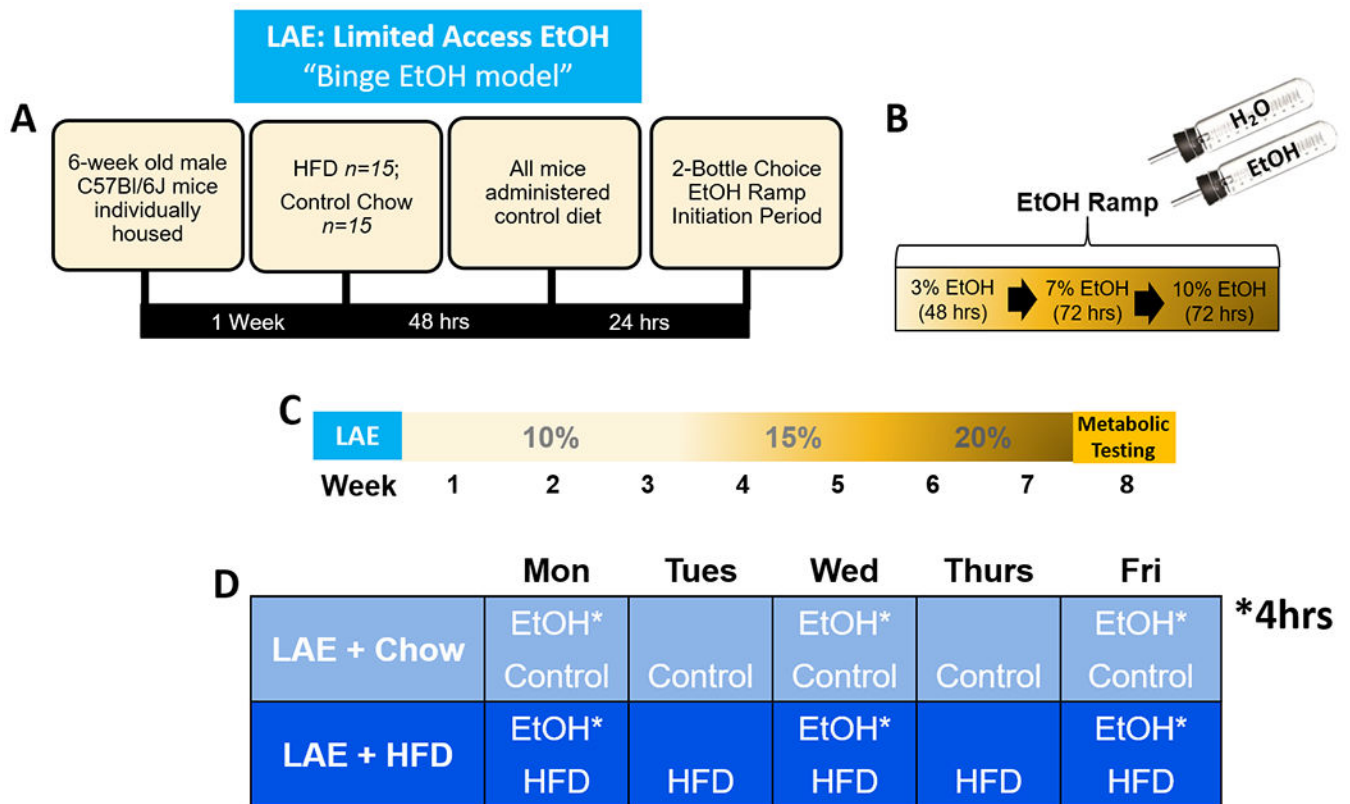 LAE: Limited Access EtOH
“Binge EtOH model”
A
6-week old male
C57Bl/6J mice
individually
housed
HFD n=15;
Control Chow
n=15
All mice
administered
control diet
2-Bottle Choice
EtOH Ramp
Initiation Period
1 Week
48 hrs
24 hrs
B
H₂O
EtOH
EtOH Ramp
3% EtOH
(48 hrs)
7% EtOH
(72 hrs)
10% EtOH
(72 hrs)
C
LAE
10%
15%
20%
Metabolic
Testing
Week 1 2 3 4 5 6 7 8
D
Mon Tues Wed Thurs Fri
*4hrs
LAE + Chow
EtOH* EtOH* EtOH*
Control Control Control Control Control
LAE + HFD
EtOH* EtOH* EtOH*
HFD HFD HFD HFD HFD